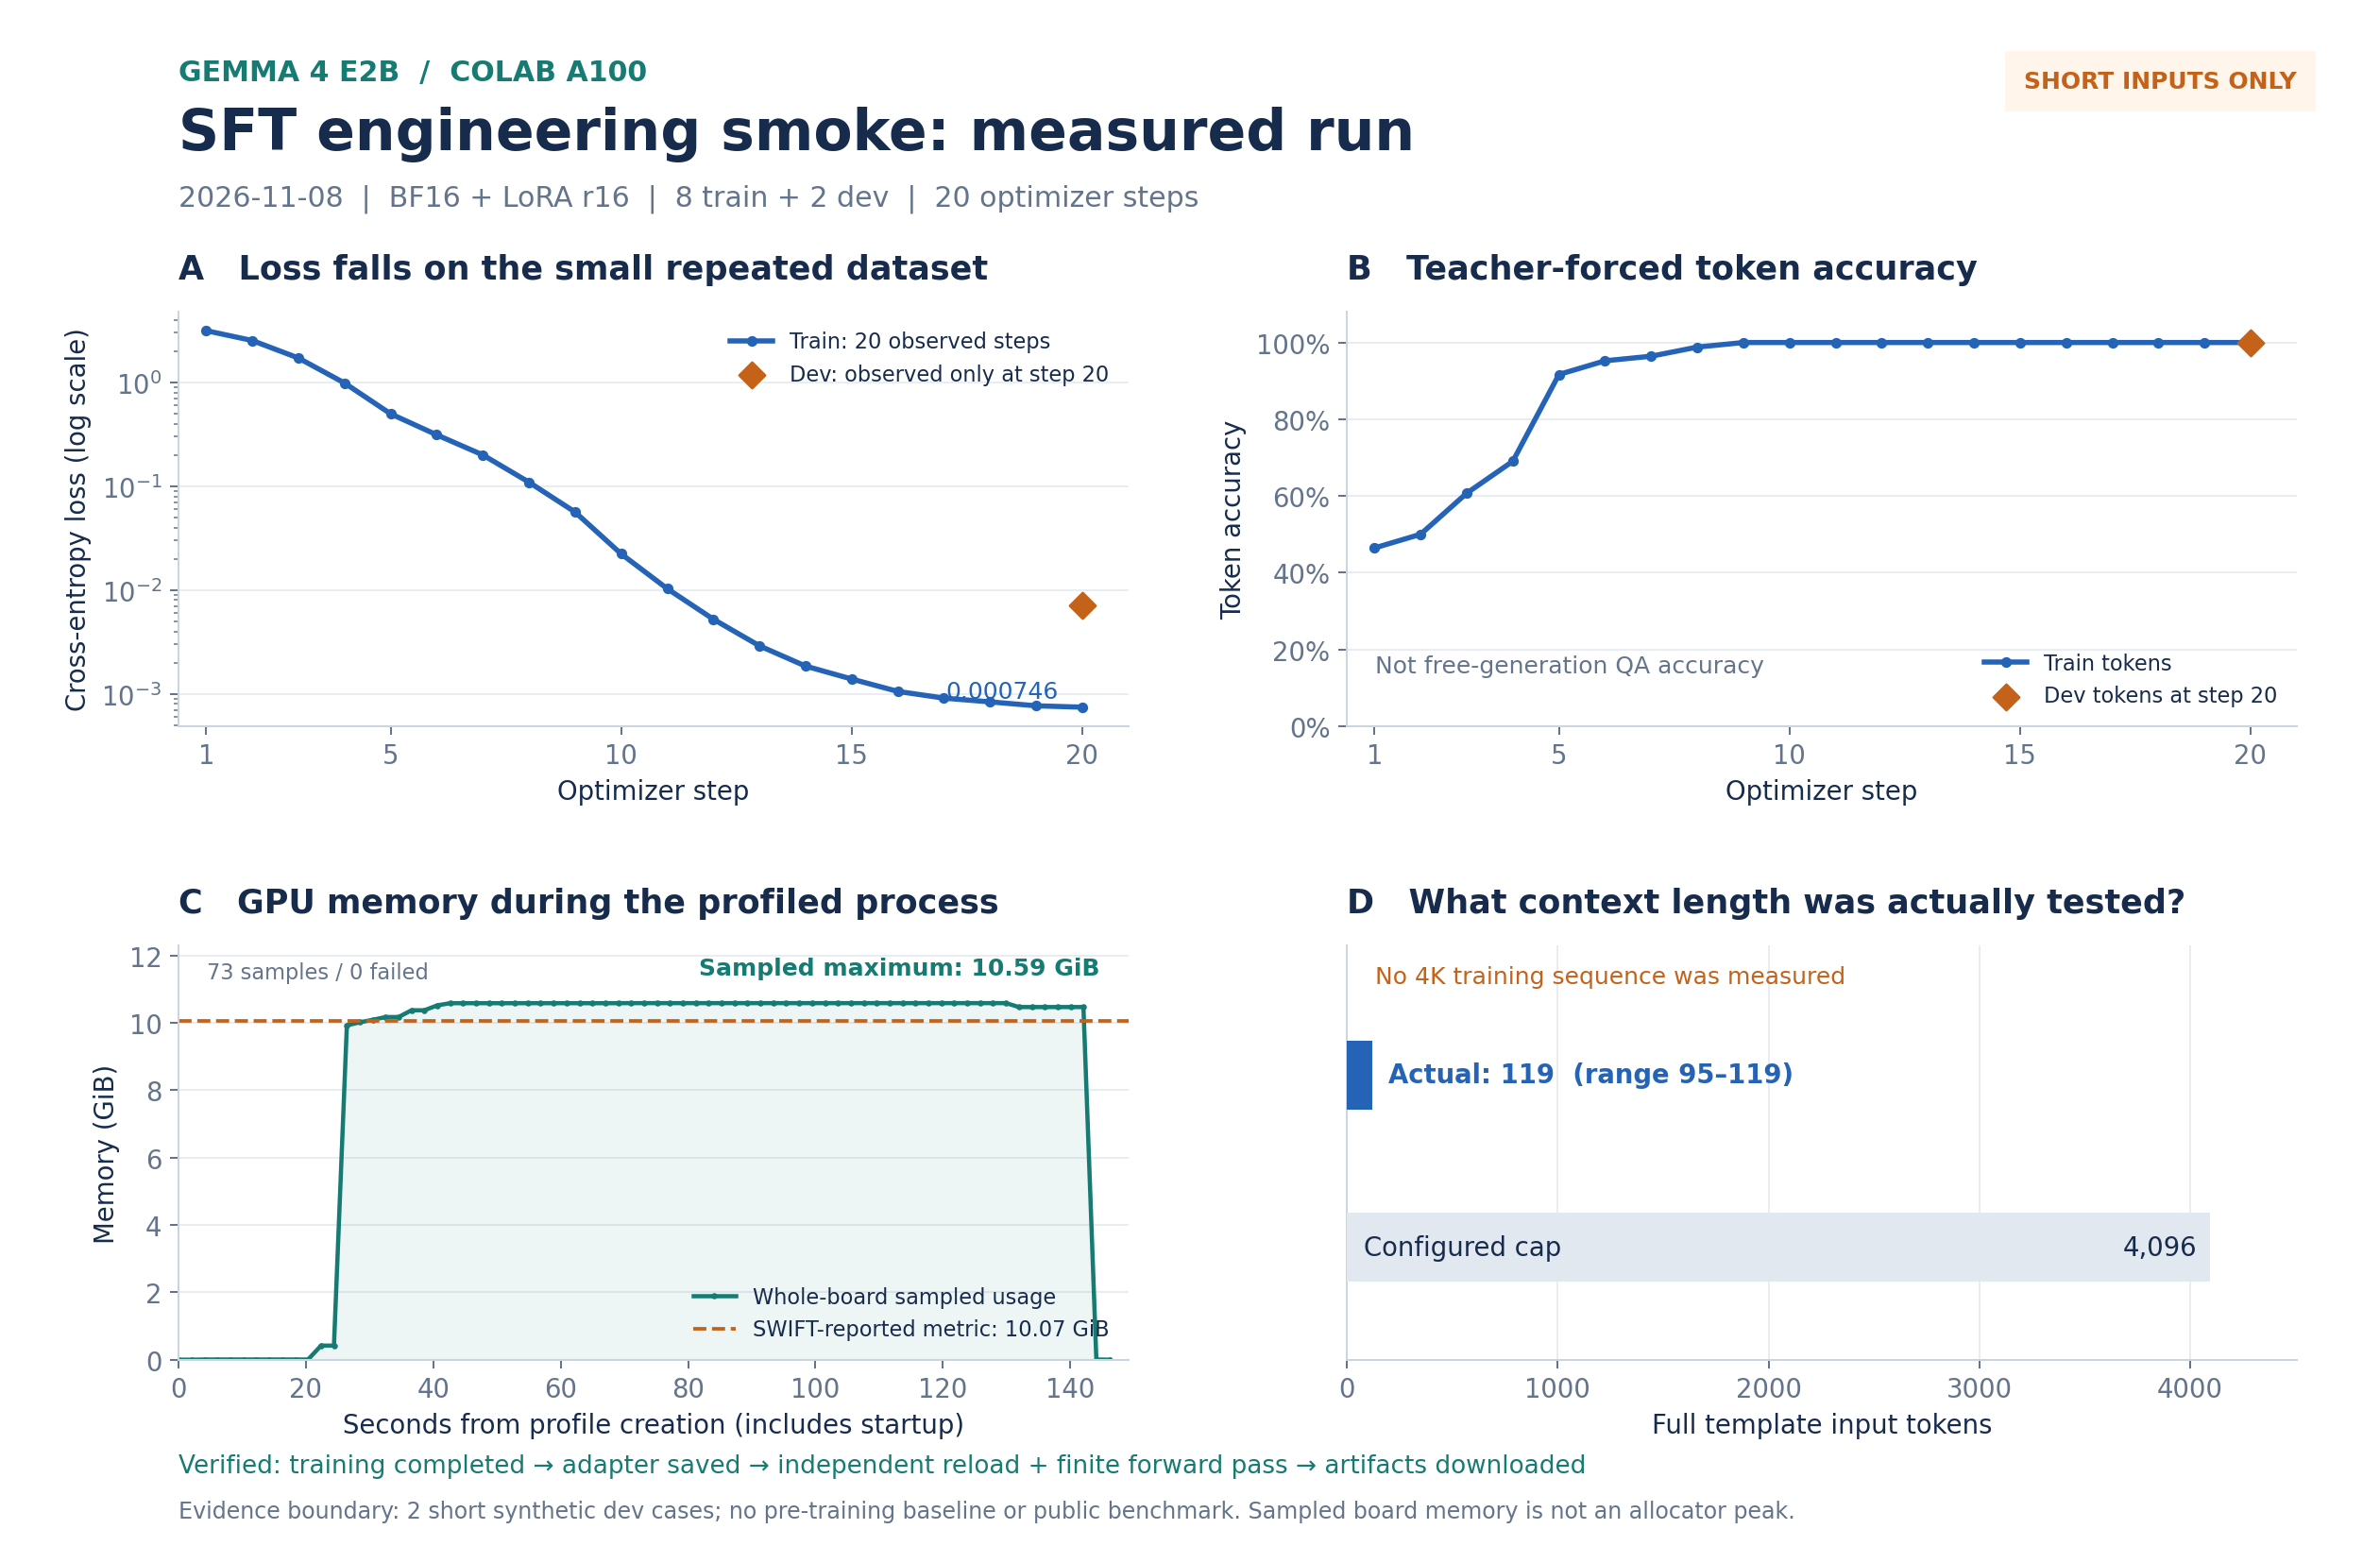 GEMMA 4 E2B / COLAB A100
SHORT INPUTS ONLY
SFT engineering smoke: measured run
2026-11-08 | BF16 + LoRA r16 | 8 train + 2 dev | 20 optimizer steps
A Loss falls on the small repeated dataset
Cross-entropy loss (log scale)
10⁰
10⁻¹
10⁻²
10⁻³
Train: 20 observed steps
Dev: observed only at step 20
0.000746
1 5 10 15 20
Optimizer step
B Teacher-forced token accuracy
Token accuracy
100%
80%
60%
40%
20%
0%
Not free-generation QA accuracy
Train tokens
Dev tokens at step 20
1 5 10 15 20
Optimizer step
C GPU memory during the profiled process
Memory (GiB)
12
10
8
6
4
2
0
73 samples / 0 failed
Sampled maximum: 10.59 GiB
Whole-board sampled usage
SWIFT-reported metric: 10.07 GiB
0 20 40 60 80 100 120 140
Seconds from profile creation (includes startup)
D What context length was actually tested?
No 4K training sequence was measured
Actual: 119 (range 95–119)
Configured cap 4,096
0 1000 2000 3000 4000
Full template input tokens
Verified: training completed → adapter saved → independent reload + finite forward pass → artifacts downloaded
Evidence boundary: 2 short synthetic dev cases; no pre-training baseline or public benchmark. Sampled board memory is not an allocator peak.